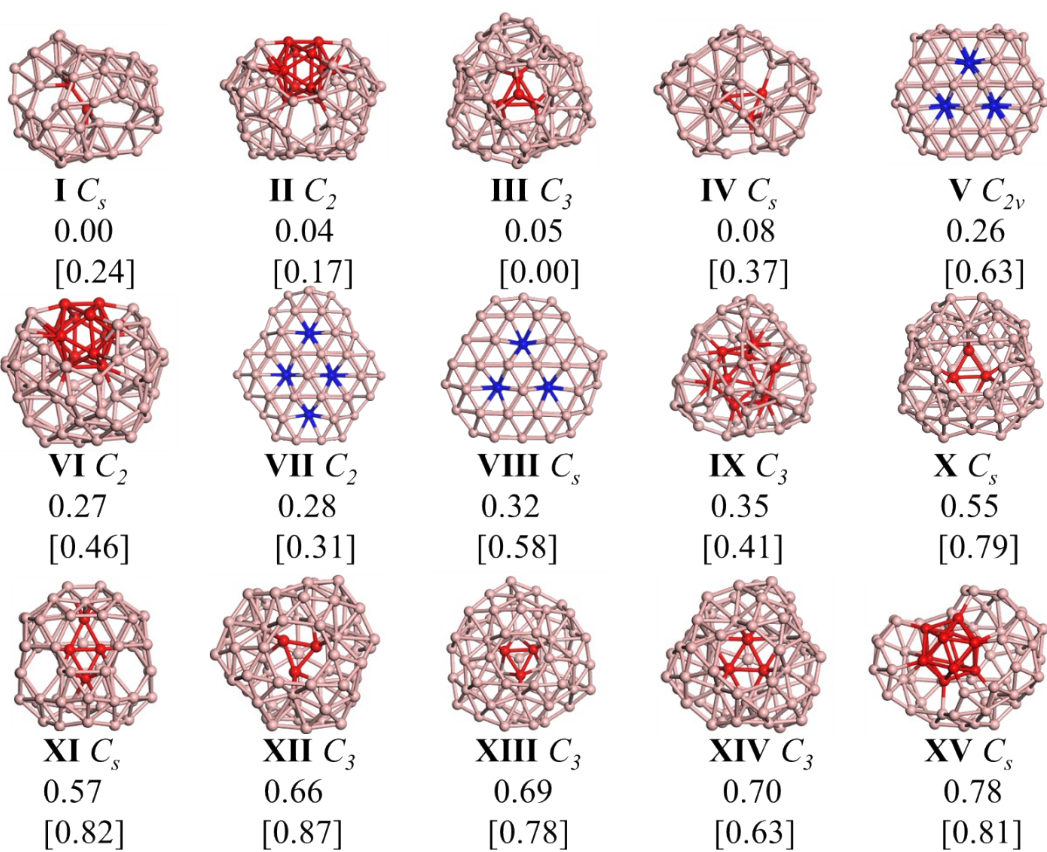 I Cs II C2 III C3 IV Cs V C2v
0.00 0.04 0.05 0.08 0.26
[0.24] [0.17] [0.00] [0.37] [0.63]
VI C2 VII C2 VIII Cs IX C3 X Cs
0.27 0.28 0.32 0.35 0.55
[0.46] [0.31] [0.58] [0.41] [0.79]
XI Cs XII C3 XIII C3 XIV C3 XV Cs
0.57 0.66 0.69 0.70 0.78
[0.82] [0.87] [0.78] [0.63] [0.81]